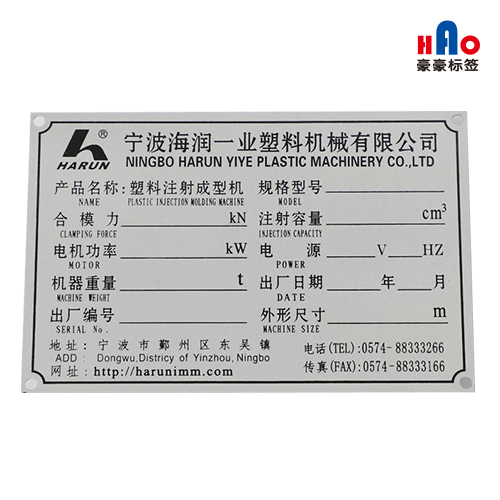 HAO
豪豪标签
HARUN ®
宁波海润一业塑料机械有限公司
NINGBO HARUN YIYE PLASTIC MACHINERY CO.,LTD
产品名称: 塑料注射成型机 规格型号
NAME PLASTIC INJECTION MOLDING MACHINE MODEL
合模力 kN 注射容量 cm³
CLAMPING FORCE INJECTION CAPACITY
电机功率 kW 电源 V HZ
MOTOR POWER
机器重量 t 出厂日期 年 月
MACHINE WEIGHT DATE
出厂编号 外形尺寸 m
SERIAL No. MACHINE SIZE
地址: 宁波市鄞州区东吴镇 电话(TEL):0574-88333266
ADD: Dongwu,Districy of Yinzhou, Ningbo
网址: http://harunimm.com 传真(FAX):0574-88333166